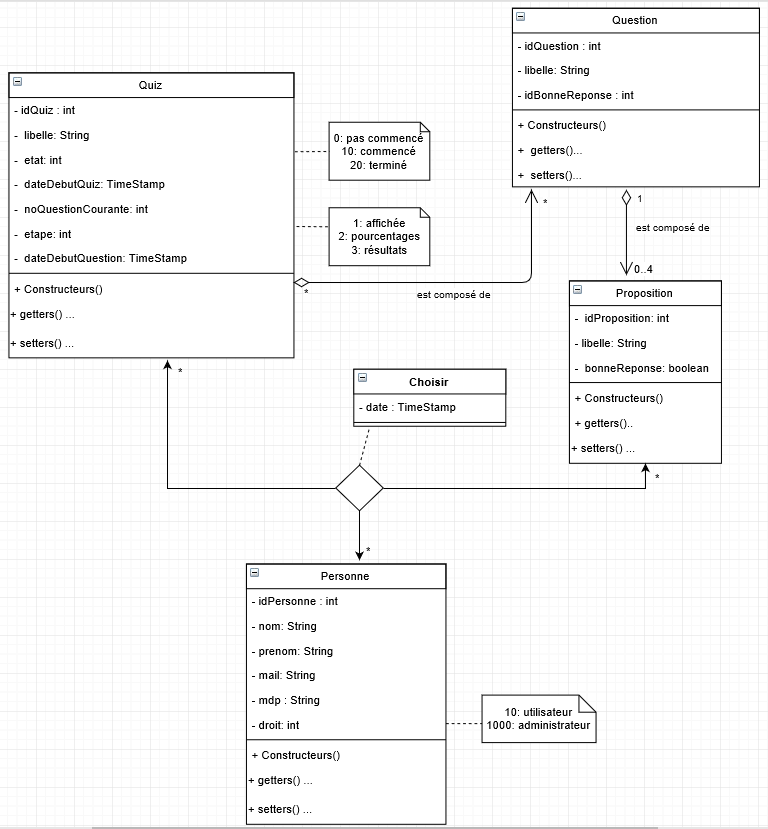 Question
- idQuestion : int
- libelle: String
- idBonneReponse : int
+ Constructeurs()
+ getters()...
+ setters()...
Quiz
- idQuiz : int
- libelle: String
- etat: int
- dateDebutQuiz: TimeStamp
- noQuestionCourante: int
- etape: int
- dateDebutQuestion: TimeStamp
+ Constructeurs()
+ getters() ...
+ setters() ...
0: pas commencé
10: commencé
20: terminé
1: affichée
2: pourcentages
3: résultats
*
est composé de
*
1
est composé de
0..4
Proposition
- idProposition: int
- libelle: String
- bonneReponse: boolean
+ Constructeurs()
+ getters()..
+ setters() ...
*
Choisir
- date : TimeStamp
*
*
Personne
- idPersonne : int
- nom: String
- prenom: String
- mail: String
- mdp : String
- droit: int
+ Constructeurs()
+ getters() ...
+ setters() ...
10: utilisateur
1000: administrateur